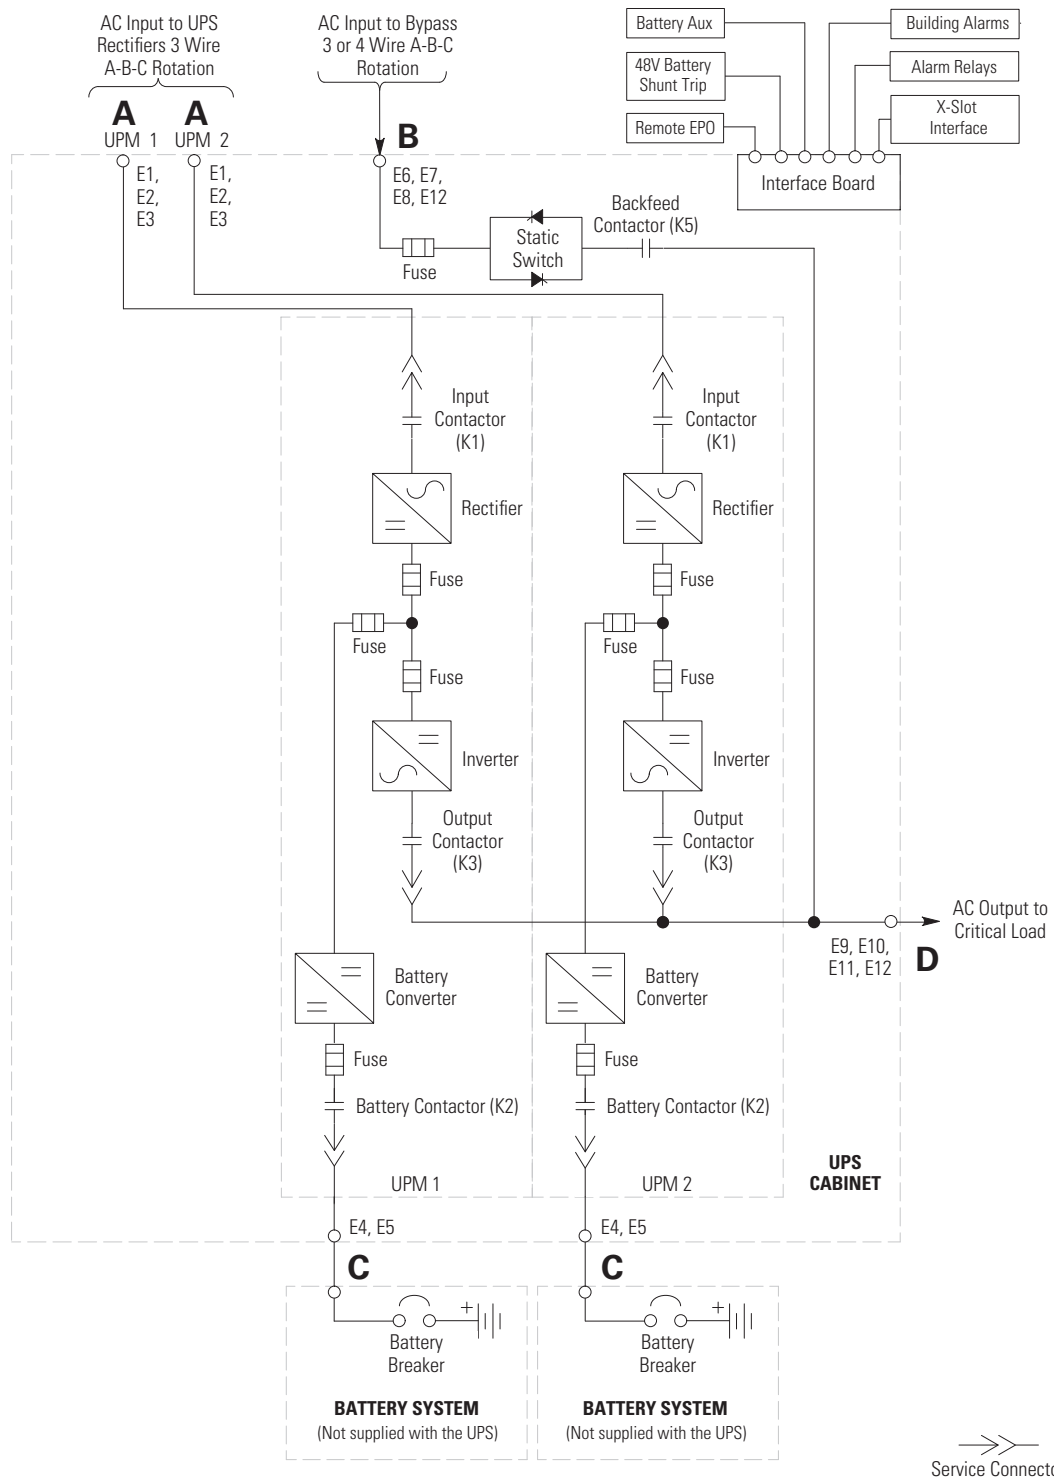 AC Input to UPS
Rectifiers 3 Wire
A-B-C Rotation
AC Input to Bypass
3 or 4 Wire A-B-C
Rotation
Battery Aux
48V Battery
Shunt Trip
Remote EPO
Building Alarms
Alarm Relays
X-Slot
Interface
Interface Board
A
UPM 1
A
UPM 2
B
E1,
E2,
E3
E1,
E2,
E3
E6, E7,
E8, E12
Fuse
Static
Switch
Backfeed
Contactor (K5)
Input
Contactor
(K1)
Input
Contactor
(K1)
Rectifier
Rectifier
Fuse
Fuse
Fuse
Fuse
Fuse
Fuse
Inverter
Inverter
Output
Contactor
(K3)
Output
Contactor
(K3)
AC Output to
Critical Load
E9, E10,
E11, E12
D
Battery
Converter
Battery
Converter
Fuse
Fuse
Battery Contactor (K2)
Battery Contactor (K2)
UPM 1
UPM 2
UPS
CABINET
E4, E5
E4, E5
C
C
+
+
Battery
Breaker
Battery
Breaker
BATTERY SYSTEM
(Not supplied with the UPS)
BATTERY SYSTEM
(Not supplied with the UPS)
Service Connecto